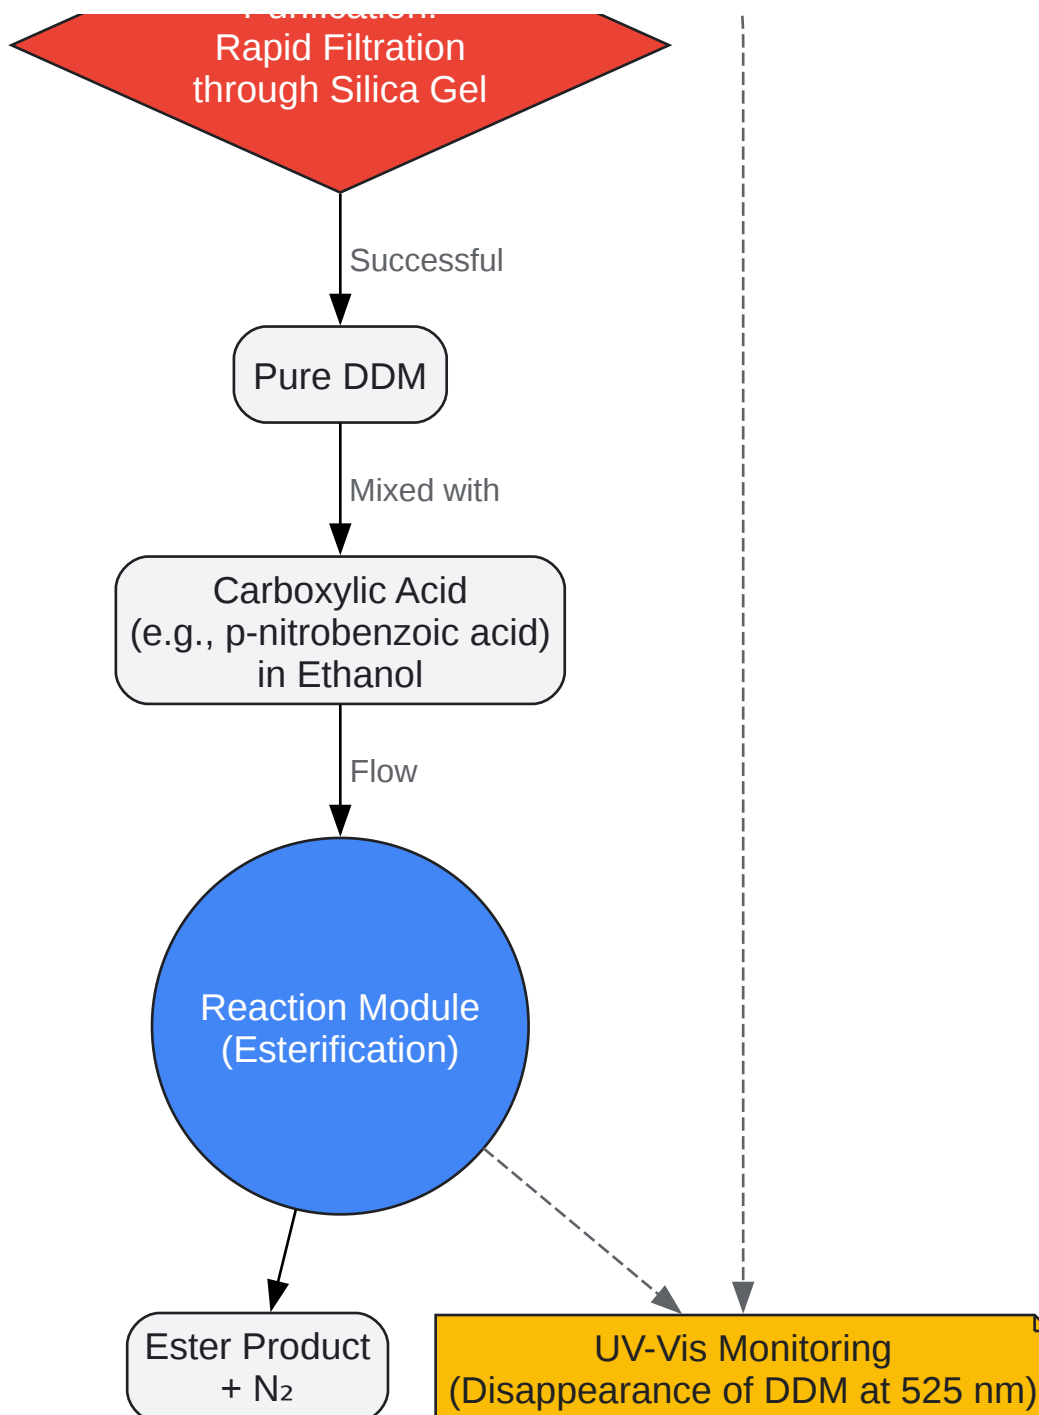 Purification:
Rapid Filtration
through Silica Gel
Successful
Pure DDM
Mixed with
Carboxylic Acid
(e.g., p-nitrobenzoic acid)
in Ethanol
Flow
Reaction Module
(Esterification)
Ester Product
+ N₂
UV-Vis Monitoring
(Disappearance of DDM at 525 nm)